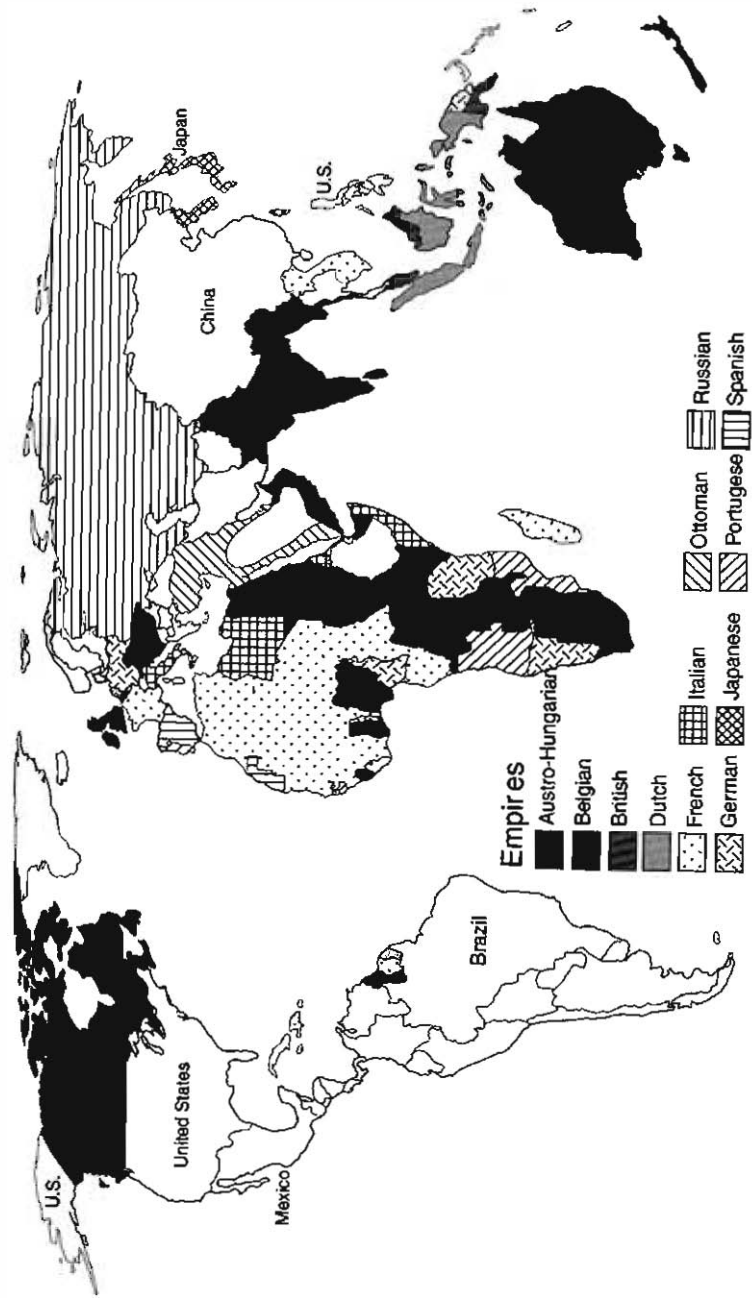 U.S.
United States
Mexico
Brazil
China
Japan
U.S.
Empires
Austro-Hungarian
Belgian
British
Dutch
French
German
Italian
Japanese
Ottoman
Portugese
Russian
Spanish